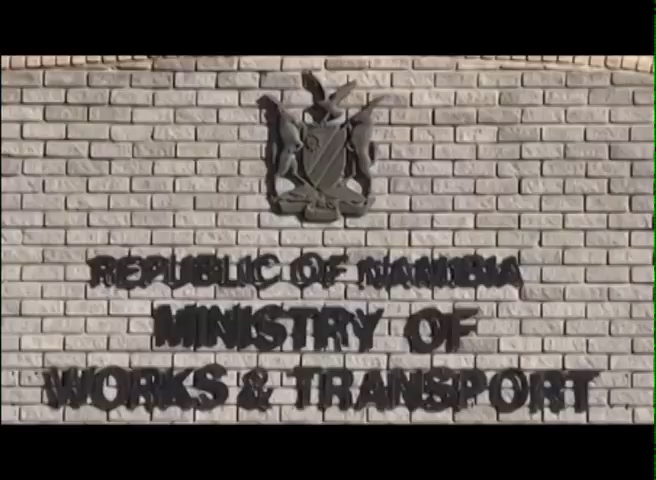 REPUBLIC OF NAMIBIA
MINISTRY OF
WORKS & TRANSPORT